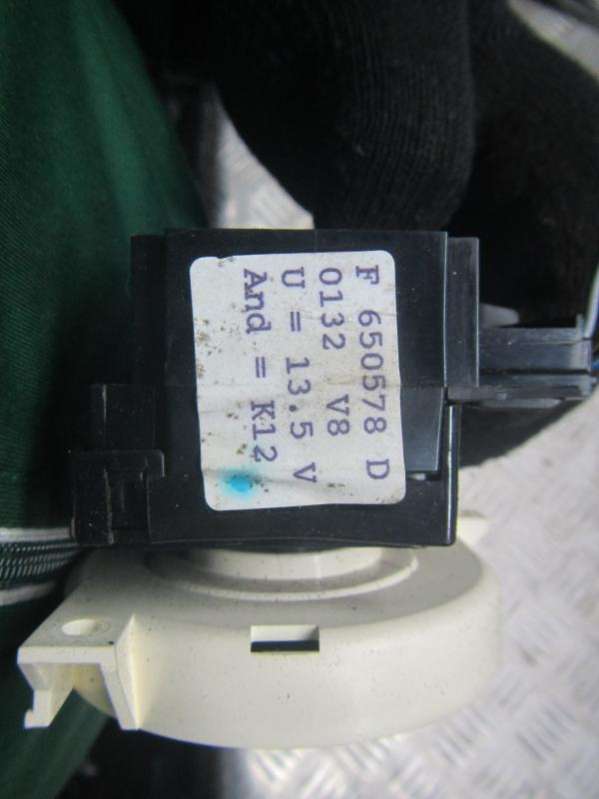 F 650578 D
0132 V8
U = 13.5 V
And = K12